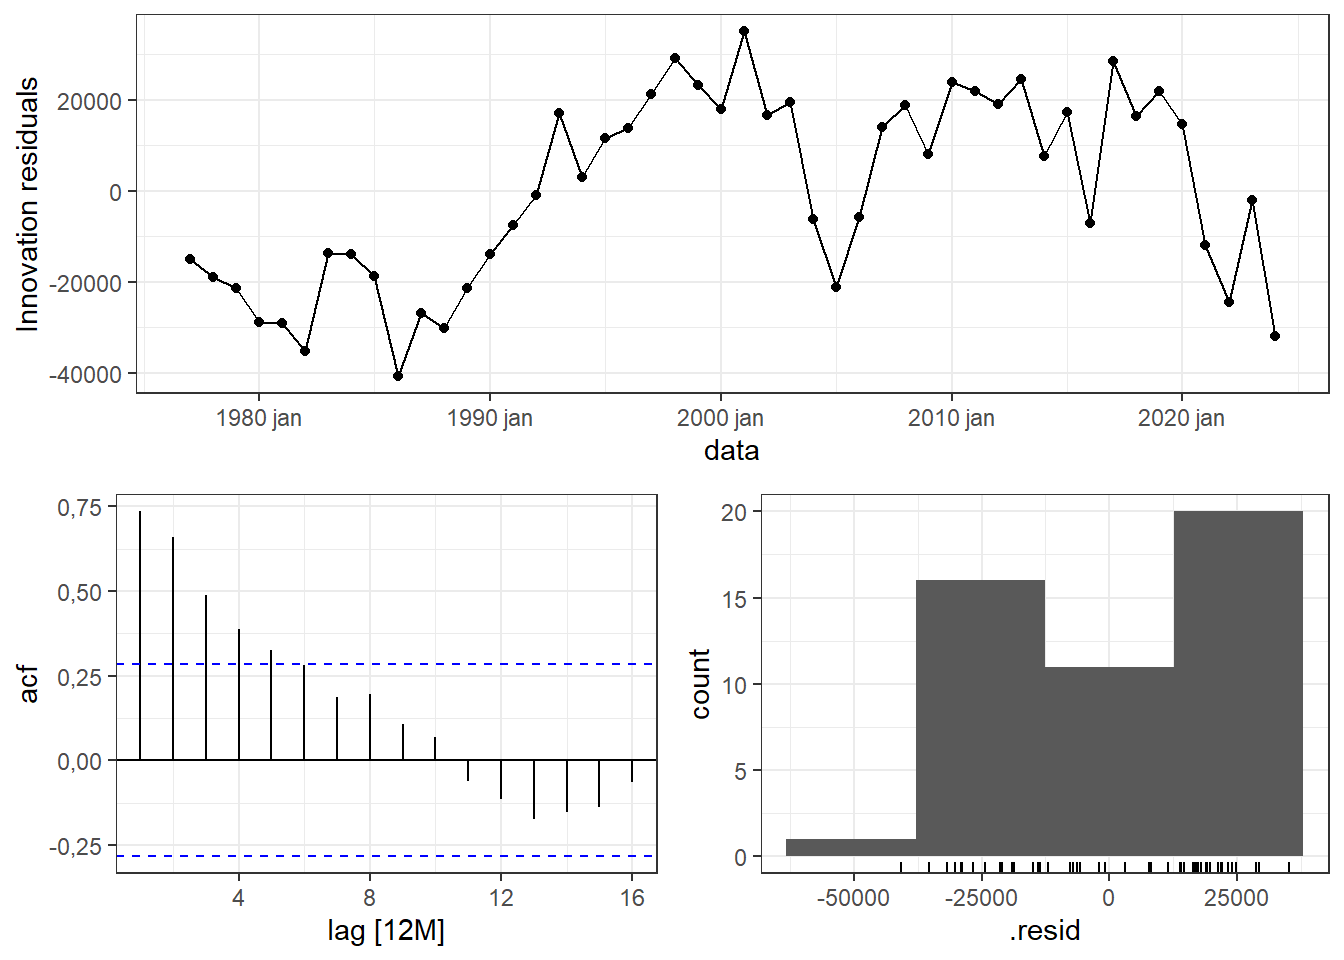 Innovation residuals
20000
0
-20000
-40000
1980 jan
1990 jan
2000 jan
2010 jan
2020 jan
data
acf
0,75
0,50
0,25
0,00
-0,25
4
8
12
16
lag [12M]
count
20
15
10
5
0
-50000
-25000
0
25000
.resid